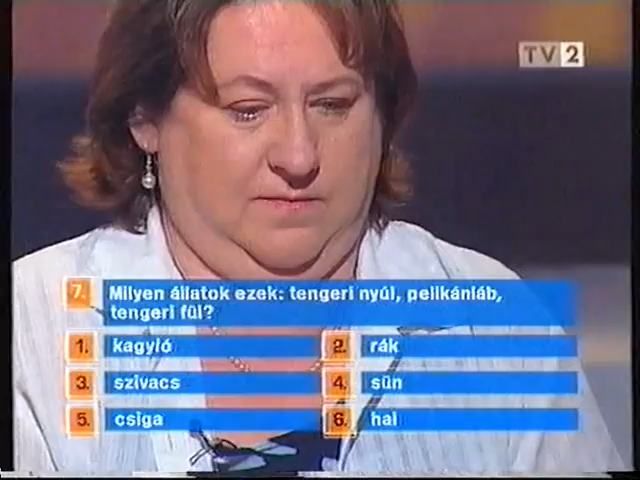 TV2
7. Milyen állatok ezek: tengeri nyúl, pelikánláb,
tengeri fül?
1. kagyló 2. rák
3. szivacs 4. sün
5. csiga 6. hal